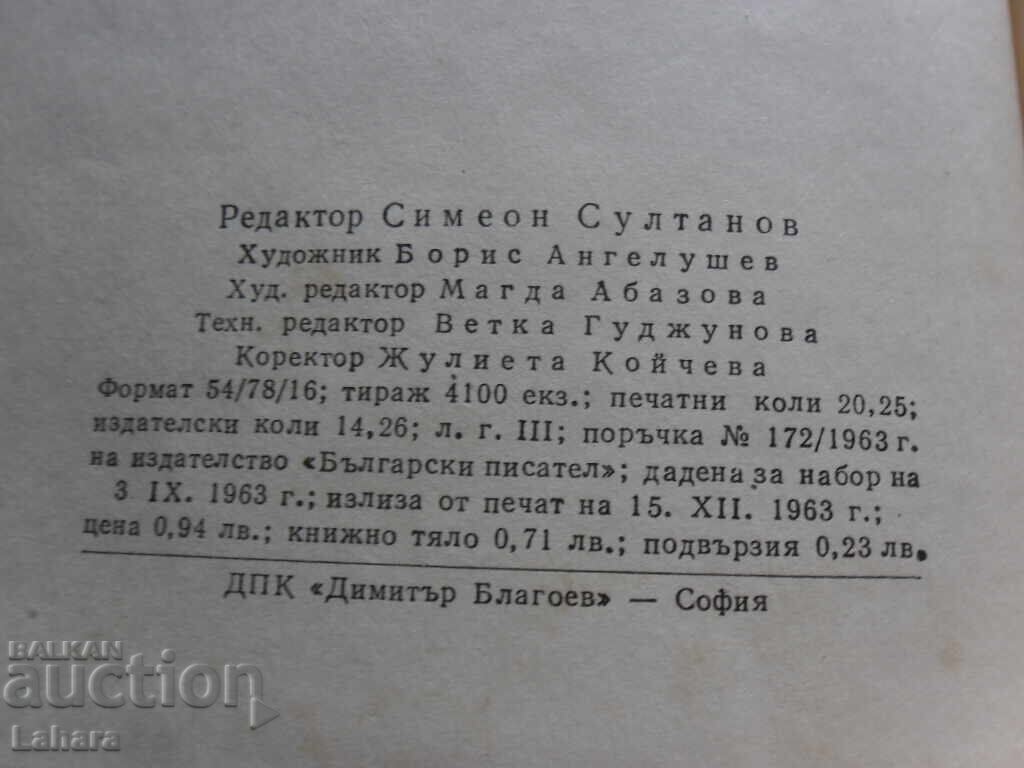 Редактор Симеон Султанов
Художник Борис Ангелушев
Худ. редактор Магда Абазова
Техн. редактор Ветка Гуджунова
Коректор Жулиета Койчева
Формат 54/78/16; тираж 4100 екз.; печатни коли 20,25;
издателски коли 14,26; л. г. III; поръчка № 172/1963 г.
на издателство «Български писател»; дадена за набор на
3 IX. 1963 г.; излиза от печат на 15. XII. 1963 г.;
цена 0,94 лв.; книжно тяло 0,71 лв.; подвързия 0,23 лв.
ДПК «Димитър Благоев» — София
BALKAN
auction
Lahara